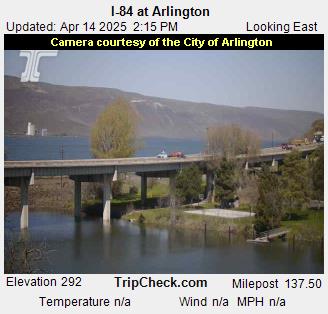 I-84 at Arlington
Updated: Apr 14 2025 2:15 PM Looking East
Camera courtesy of the City of Arlington
Elevation 292 TripCheck.com Milepost 137.50
Temperature n/a Wind n/a MPH n/a